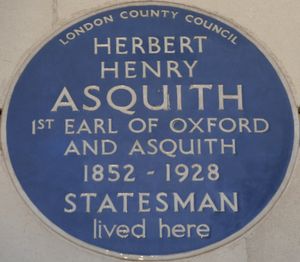 LONDON COUNTY COUNCIL
HERBERT
HENRY
ASQUITH
1ST EARL OF OXFORD
AND ASQUITH
1852 - 1928
STATESMAN
lived here